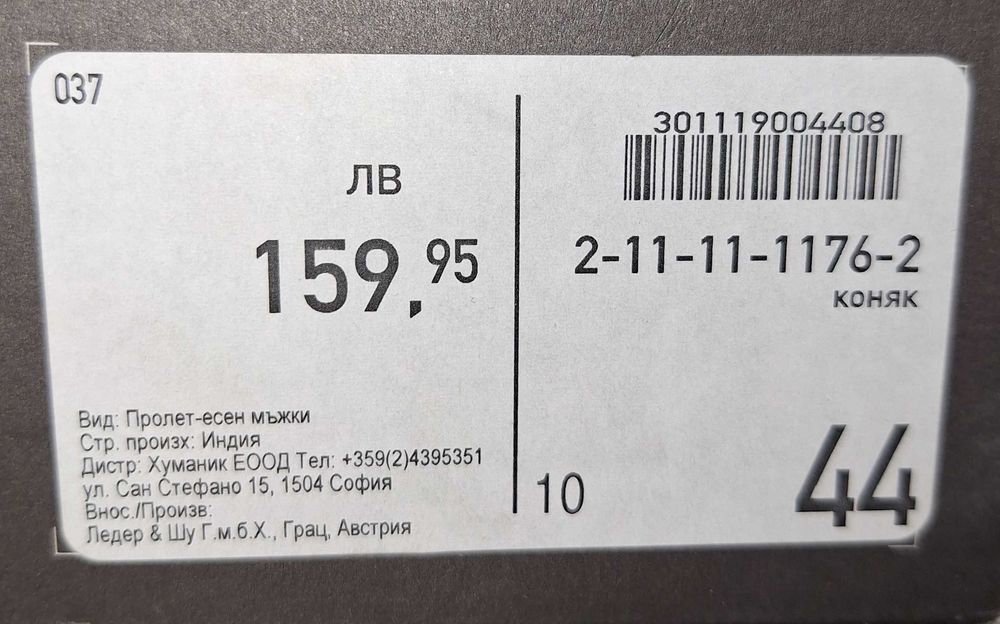 037
лв
159,95
Вид: Пролет-есен мъжки
Стр. произх: Индия
Дистр: Хуманик ЕООД Тел: +359(2)4395351
ул. Сан Стефано 15, 1504 София
Внос./Произв:
Ледер & Шу Г.м.б.Х., Грац, Австрия
301119004408
2-11-11-1176-2
коняк
10
44